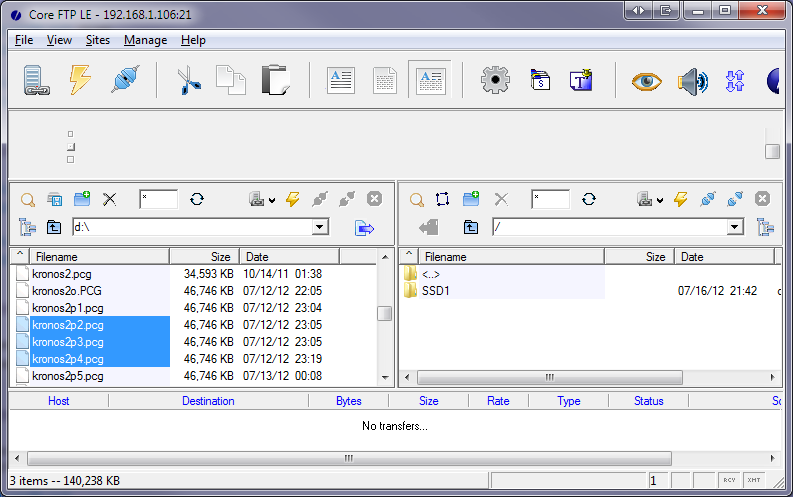 Core FTP LE - 192.168.1.106:21
File View Sites Manage Help
* *
d:\ /
^ Filename Size Date ^ Filename Size Date
kronos2.pcg 34,593 KB 10/14/11 01:38 <..>
kronos2o.PCG 46,746 KB 07/12/12 22:05 SSD1 07/16/12 21:42
kronos2p1.pcg 46,746 KB 07/12/12 23:04
kronos2p2.pcg 46,746 KB 07/12/12 23:05
kronos2p3.pcg 46,746 KB 07/12/12 23:05
kronos2p4.pcg 46,746 KB 07/12/12 23:19
kronos2p5.pcg 46,746 KB 07/13/12 00:08
Host Destination Bytes Size Rate Type Status
No transfers...
3 items -- 140,238 KB 1 RCV XMT